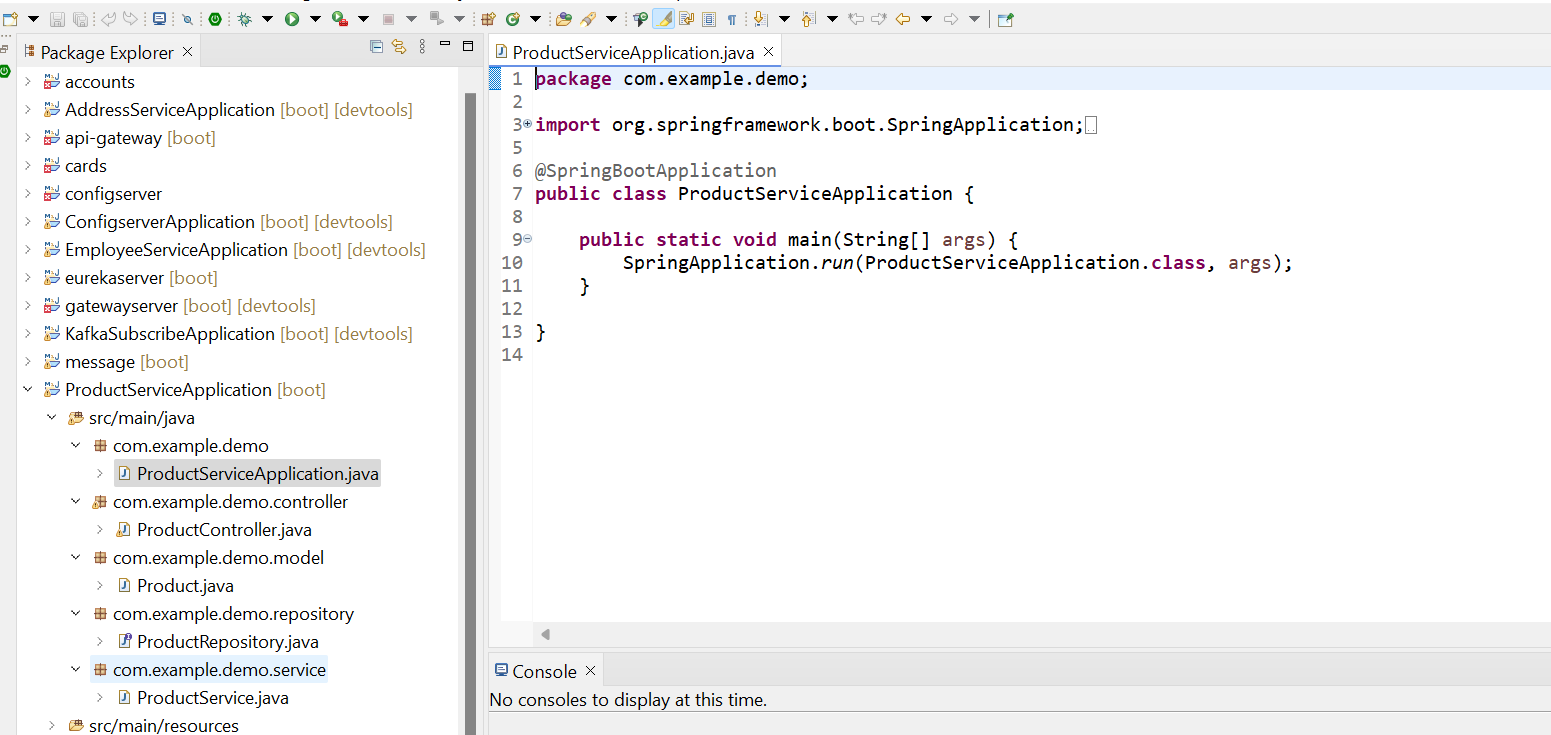 Package Explorer
accounts
AddressServiceApplication [boot] [devtools]
api-gateway [boot]
cards
configserver
ConfigserverApplication [boot] [devtools]
EmployeeServiceApplication [boot] [devtools]
eurekaserver [boot]
gatewayserver [boot] [devtools]
KafkaSubscribeApplication [boot] [devtools]
message [boot]
ProductServiceApplication [boot]
src/main/java
com.example.demo
ProductServiceApplication.java
com.example.demo.controller
ProductController.java
com.example.demo.model
Product.java
com.example.demo.repository
ProductRepository.java
com.example.demo.service
ProductService.java
src/main/resources
ProductServiceApplication.java
1 package com.example.demo;
2
3 import org.springframework.boot.SpringApplication;
5
6 @SpringBootApplication
7 public class ProductServiceApplication {
8
9 public static void main(String[] args) {
10 SpringApplication.run(ProductServiceApplication.class, args);
11 }
12
13 }
14
Console
No consoles to display at this time.